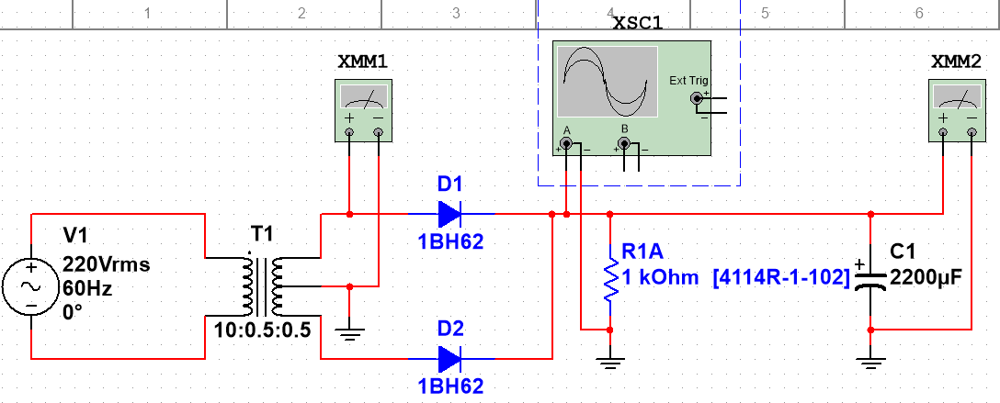 1 2 3 4 5 6
XSC1
XMM1
XMM2
Ext Trig
+
−
A
B
+ −
+ −
+ −
+ −
D1
1BH62
V1
220Vrms
60Hz
0°
+
−
T1
10:0.5:0.5
R1A
1 kOhm [4114R-1-102]
C1
2200µF
+
D2
1BH62